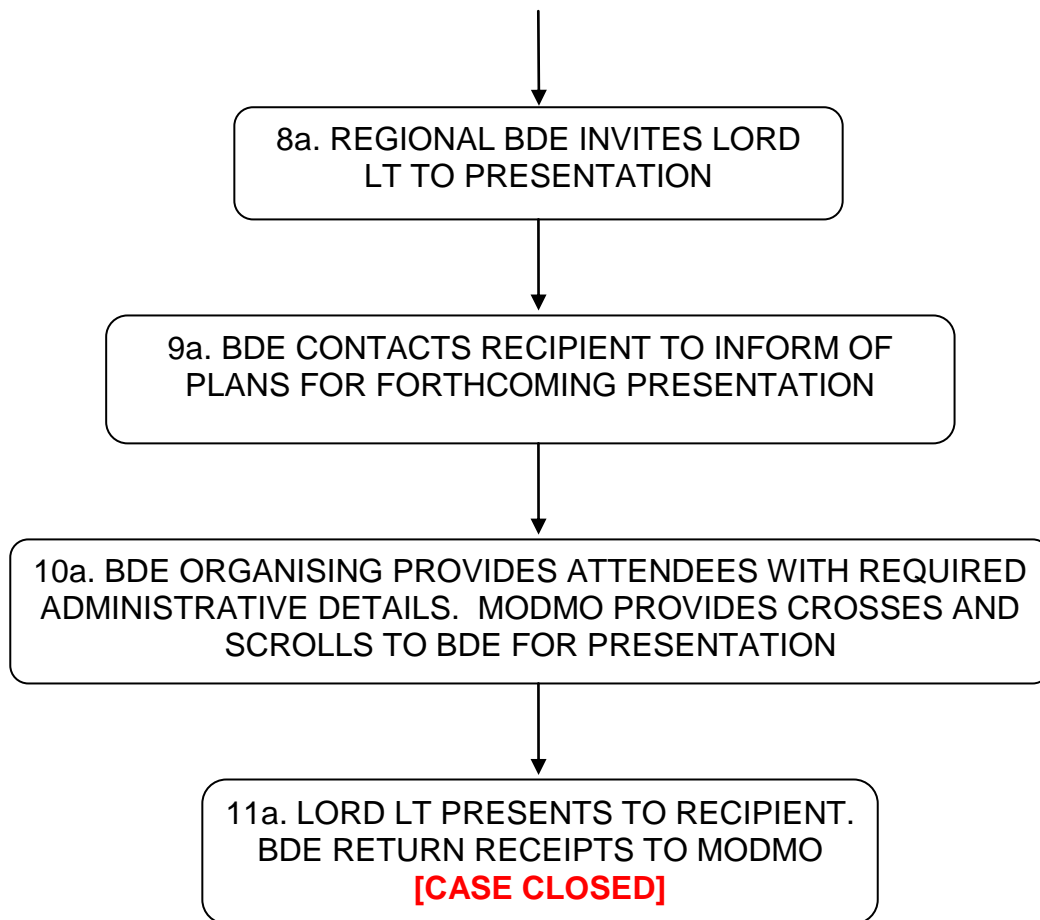 8a. REGIONAL BDE INVITES LORD
LT TO PRESENTATION
9a. BDE CONTACTS RECIPIENT TO INFORM OF
PLANS FOR FORTHCOMING PRESENTATION
10a. BDE ORGANISING PROVIDES ATTENDEES WITH REQUIRED
ADMINISTRATIVE DETAILS.  MODMO PROVIDES CROSSES AND
SCROLLS TO BDE FOR PRESENTATION
11a. LORD LT PRESENTS TO RECIPIENT.
BDE RETURN RECEIPTS TO MODMO
[CASE CLOSED]